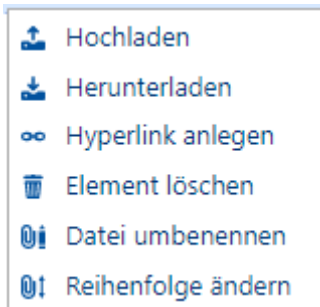 Hochladen
Herunterladen
Hyperlink anlegen
Element löschen
Datei umbenennen
Reihenfolge ändern